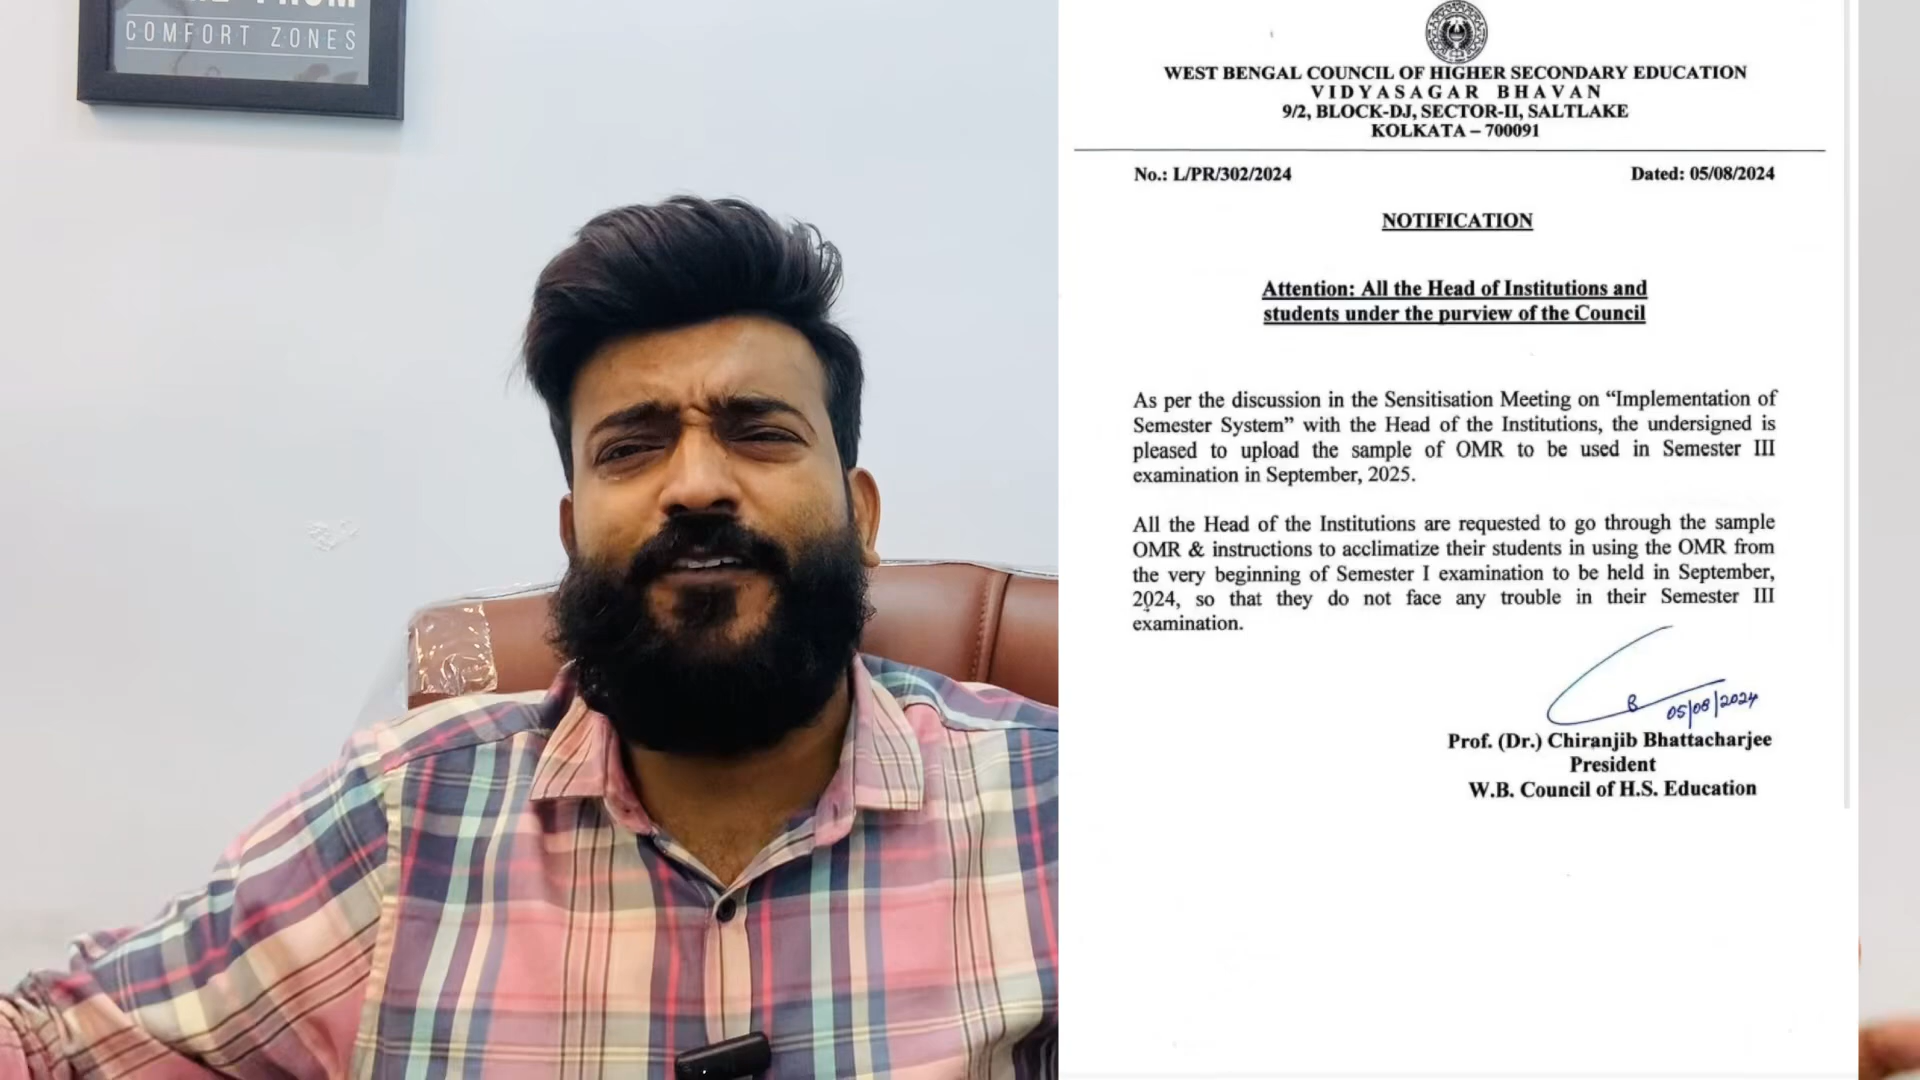 COMFORT ZONES
WEST BENGAL COUNCIL OF HIGHER SECONDARY EDUCATION
VIDYASAGAR BHAVAN
9/2, BLOCK-DJ, SECTOR-II, SALTLAKE
KOLKATA – 700091
No.: L/PR/302/2024
Dated: 05/08/2024
NOTIFICATION
Attention: All the Head of Institutions and
students under the purview of the Council
As per the discussion in the Sensitisation Meeting on “Implementation of
Semester System” with the Head of the Institutions, the undersigned is
pleased to upload the sample of OMR to be used in Semester III
examination in September, 2025.
All the Head of the Institutions are requested to go through the sample
OMR & instructions to acclimatize their students in using the OMR from
the very beginning of Semester I examination to be held in September,
2024, so that they do not face any trouble in their Semester III
examination.
05/08/2024
Prof. (Dr.) Chiranjib Bhattacharjee
President
W.B. Council of H.S. Education